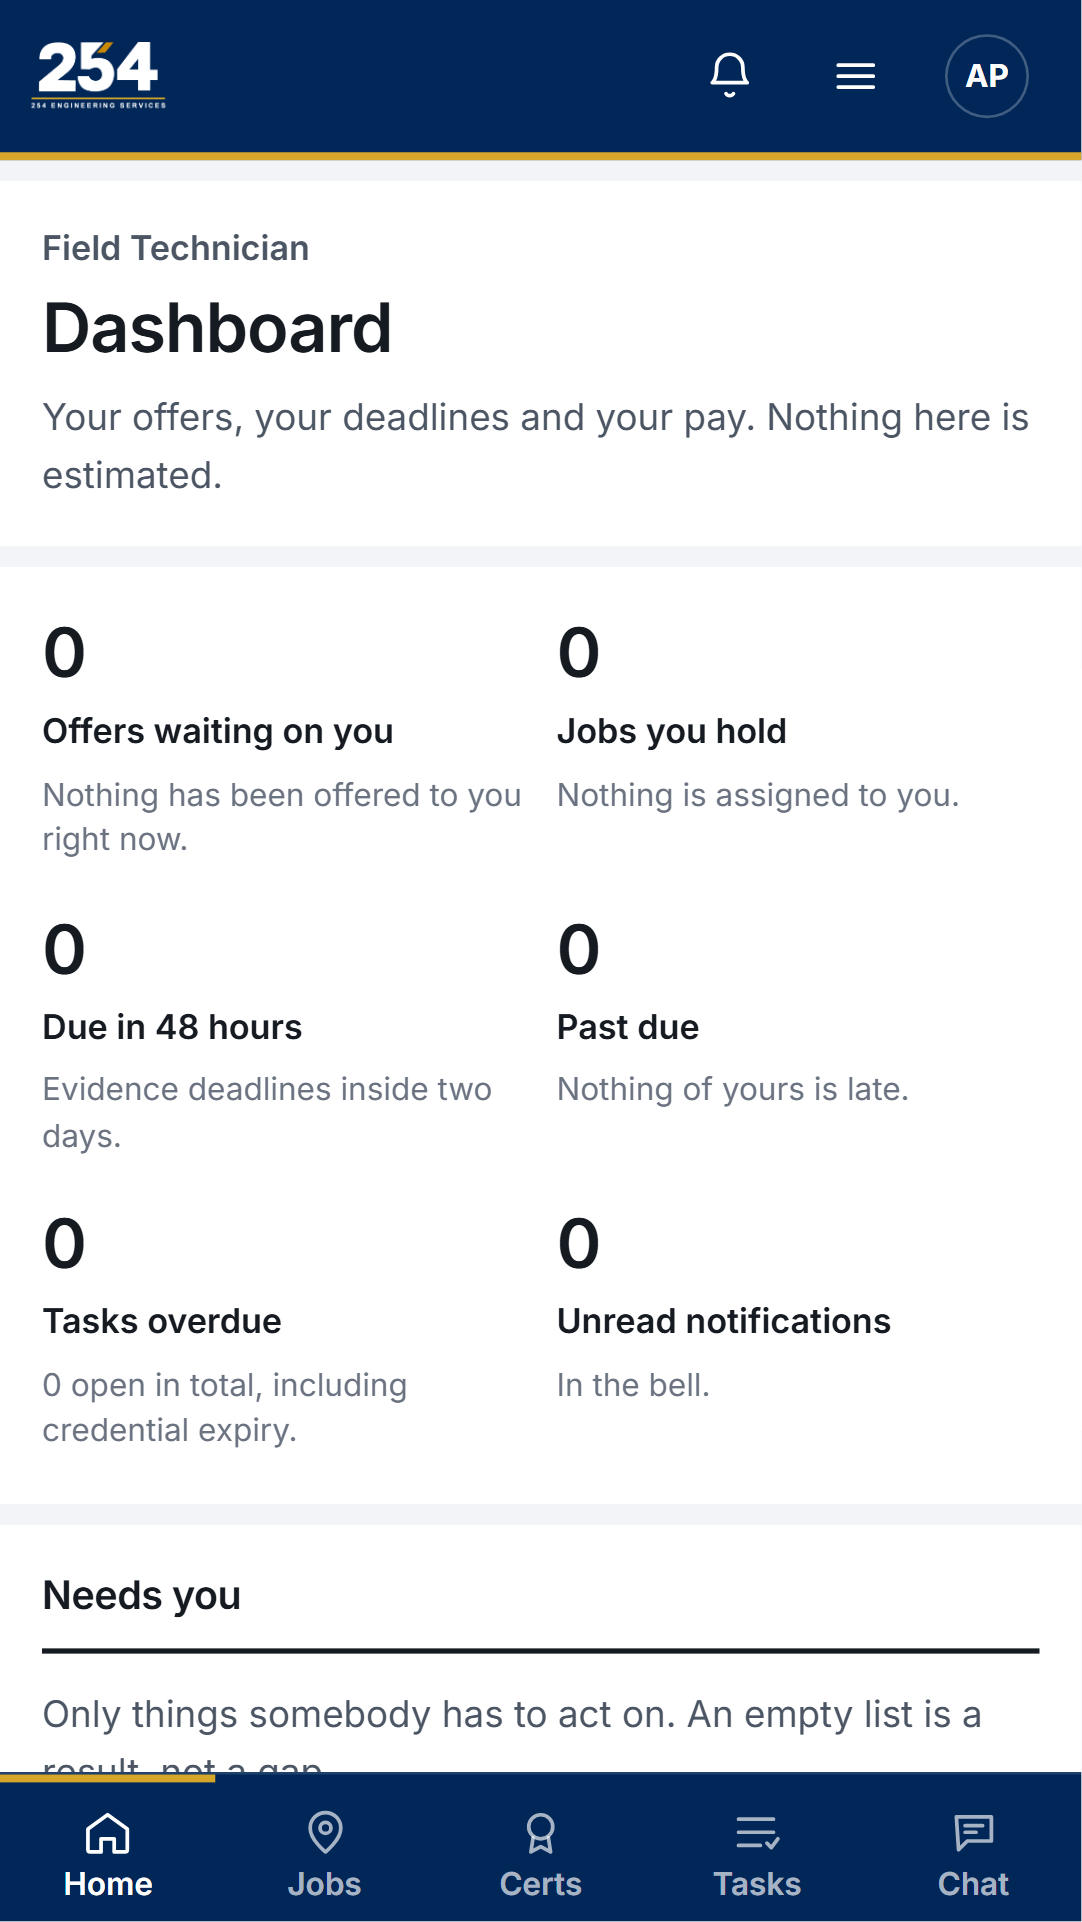 254
254 ENGINEERING SERVICES
AP
Field Technician
Dashboard
Your offers, your deadlines and your pay. Nothing here is
estimated.
0
Offers waiting on you
Nothing has been offered to you
right now.
0
Jobs you hold
Nothing is assigned to you.
0
Due in 48 hours
Evidence deadlines inside two
days.
0
Past due
Nothing of yours is late.
0
Tasks overdue
0 open in total, including
credential expiry.
0
Unread notifications
In the bell.
Needs you
Only things somebody has to act on. An empty list is a
result, not a gap.
Home
Jobs
Certs
Tasks
Chat